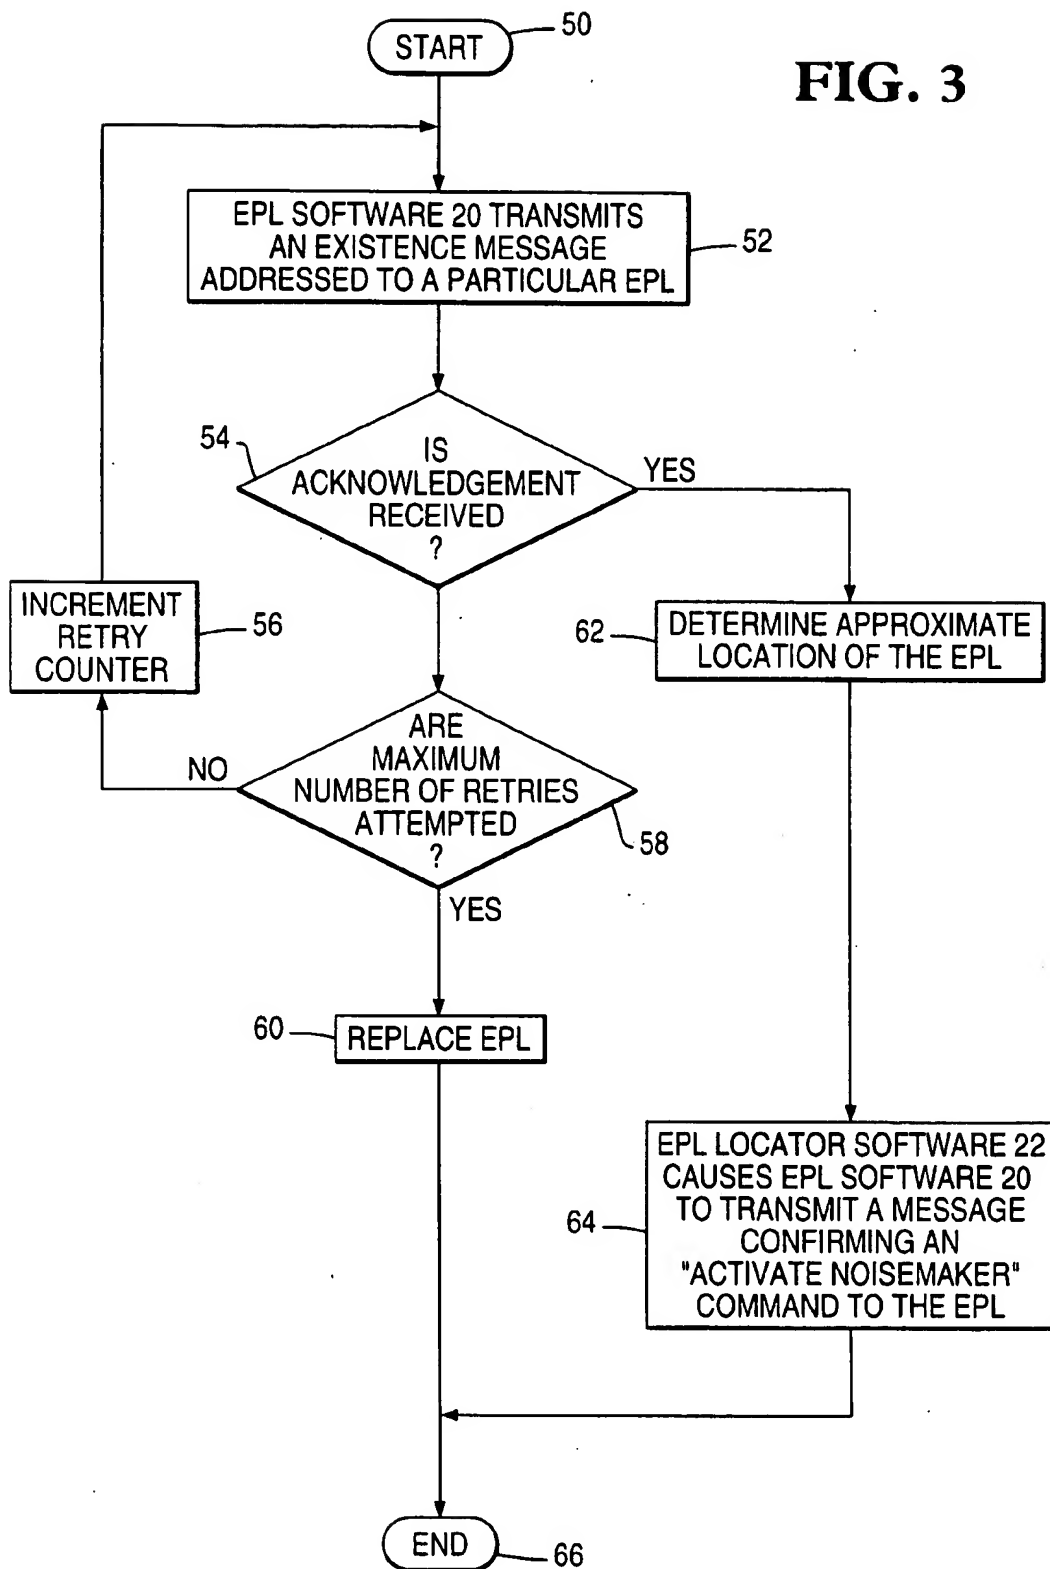 START
50
FIG. 3
EPL SOFTWARE 20 TRANSMITS
AN EXISTENCE MESSAGE
ADDRESSED TO A PARTICULAR EPL
52
54
IS
ACKNOWLEDGEMENT
RECEIVED
?
YES
INCREMENT
RETRY
COUNTER
56
62
DETERMINE APPROXIMATE
LOCATION OF THE EPL
ARE
MAXIMUM
NUMBER OF RETRIES
ATTEMPTED
?
NO
58
YES
60
REPLACE EPL
EPL LOCATOR SOFTWARE 22
CAUSES EPL SOFTWARE 20
TO TRANSMIT A MESSAGE
CONFIRMING AN
"ACTIVATE NOISEMAKER"
COMMAND TO THE EPL
64
END
66